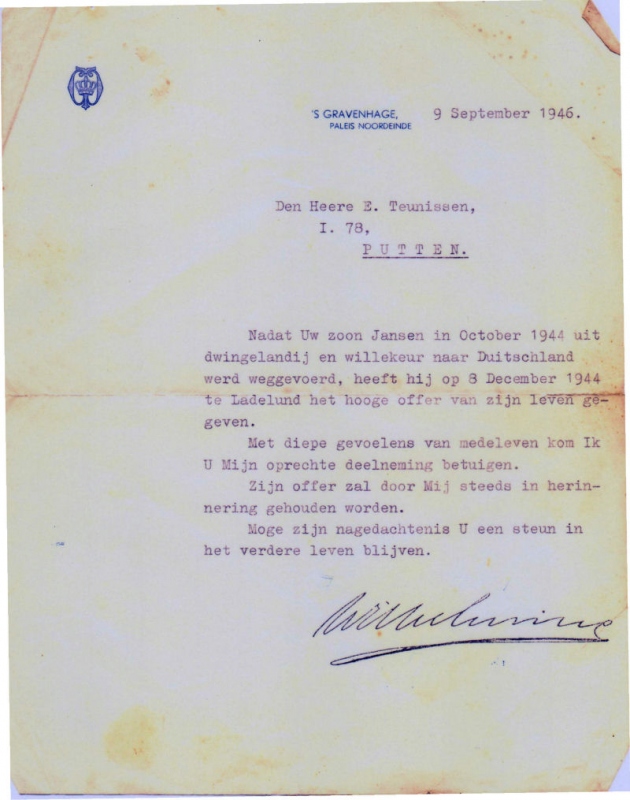 'S GRAVENHAGE, 9 September 1946.
PALEIS NOORDEINDE
Den Heere E. Teunissen,
I. 78,
PUTTEN.
Nadat Uw zoon Jansen in October 1944 uit
dwingelandij en willekeur naar Duitschland
werd weggevoerd, heeft hij op 8 December 1944
te Ladelund het hooge offer van zijn leven ge-
geven.
Met diepe gevoelens van medeleven kom Ik
U Mijn oprechte deelneming betuigen.
Zijn offer zal door Mij steeds in herin-
nering gehouden worden.
Moge zijn nagedachtenis U een steun in
het verdere leven blijven.
Wilhelmina